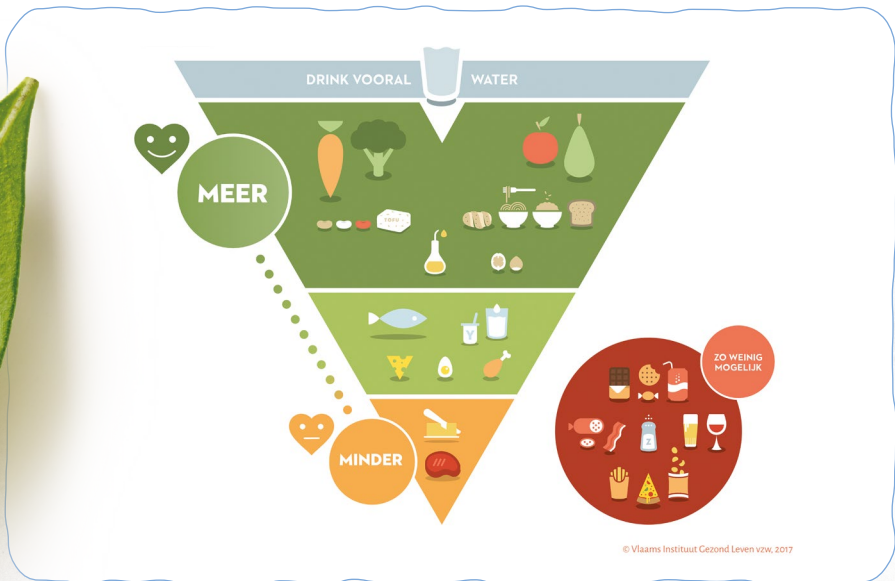 DRINK VOORAL WATER
MEER
TOFU
Y
ZO WEINIG
MOGELIJK
Z
MINDER
© Vlaams Instituut Gezond Leven vzw, 2017